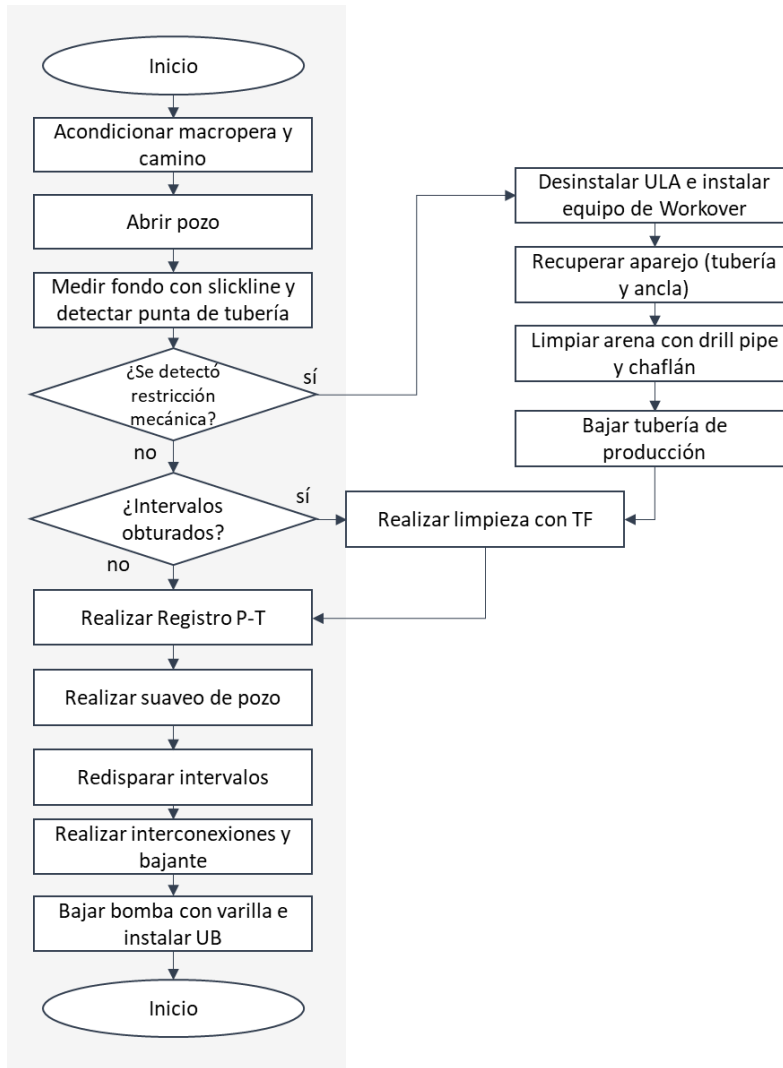 Inicio
Acondicionar macropera y
camino
Abrir pozo
Medir fondo con slickline y
detectar punta de tubería
¿Se detectó
restricción
mecánica?
sí
no
Desinstalar ULA e instalar
equipo de Workover
Recuperar aparejo (tubería
y ancla)
Limpiar arena con drill pipe
y chaflán
Bajar tubería de
producción
¿Intervalos
obturados?
sí
no
Realizar limpieza con TF
Realizar Registro P-T
Realizar suaveo de pozo
Redisparar intervalos
Realizar interconexiones y
bajante
Bajar bomba con varilla e
instalar UB
Inicio